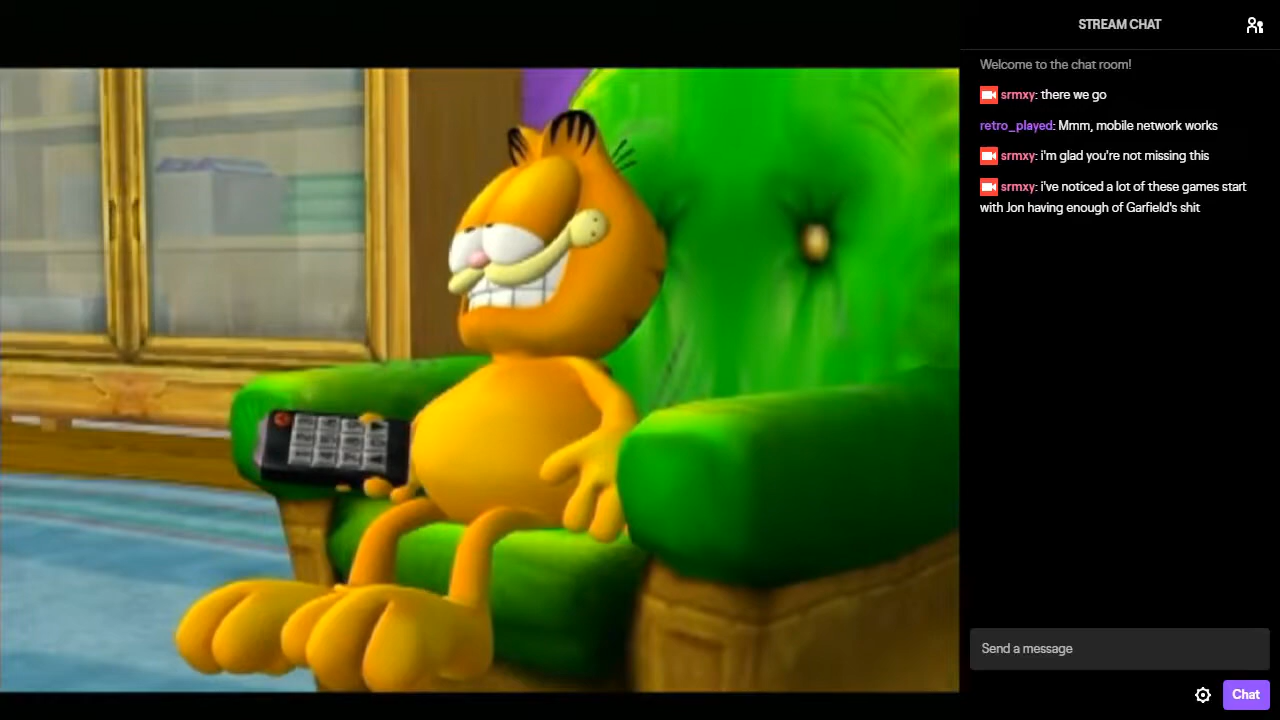 STREAM CHAT
Welcome to the chat room!
srmxy: there we go
retro_played: Mmm, mobile network works
srmxy: i'm glad you're not missing this
srmxy: i've noticed a lot of these games start
with Jon having enough of Garfield's shit
Send a message
Chat